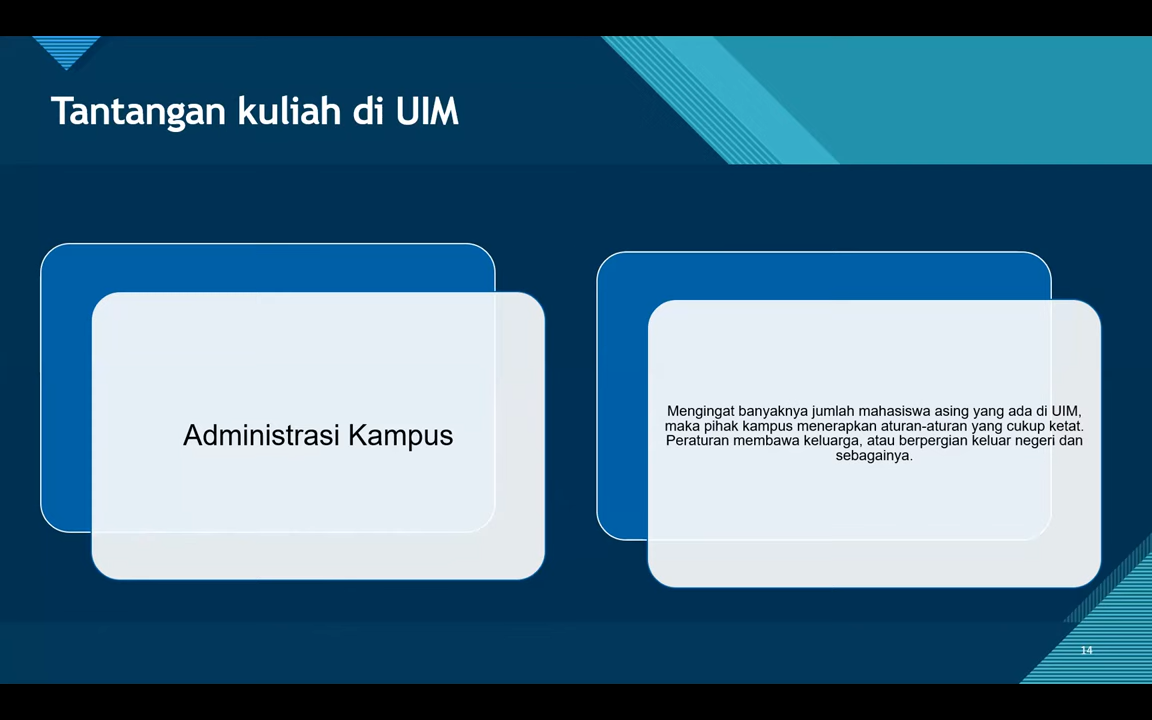 Tantangan kuliah di UIM
Administrasi Kampus
Mengingat banyaknya jumlah mahasiswa asing yang ada di UIM,
maka pihak kampus menerapkan aturan-aturan yang cukup ketat.
Peraturan membawa keluarga, atau berpergian keluar negeri dan
sebagainya.
14